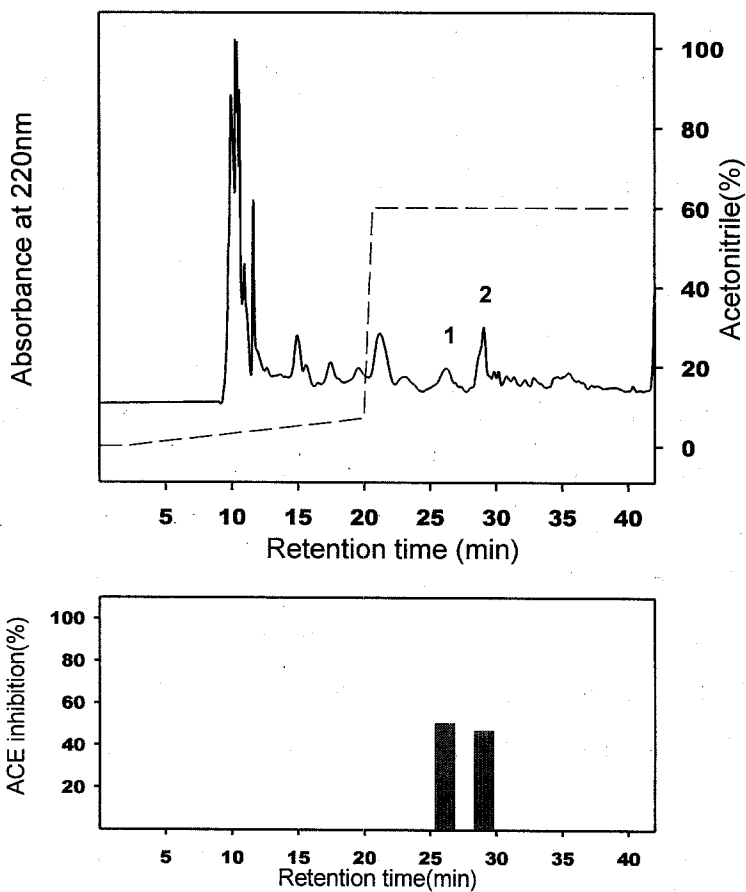 Absorbance at 220nm
100
80
60
40
20
0
Acetonitrile(%)
1
2
5 10 15 20 25 30 35 40
Retention time (min)
ACE inhibition(%)
100
80
60
40
20
5 10 15 20 25 30 35 40
Retention time(min)